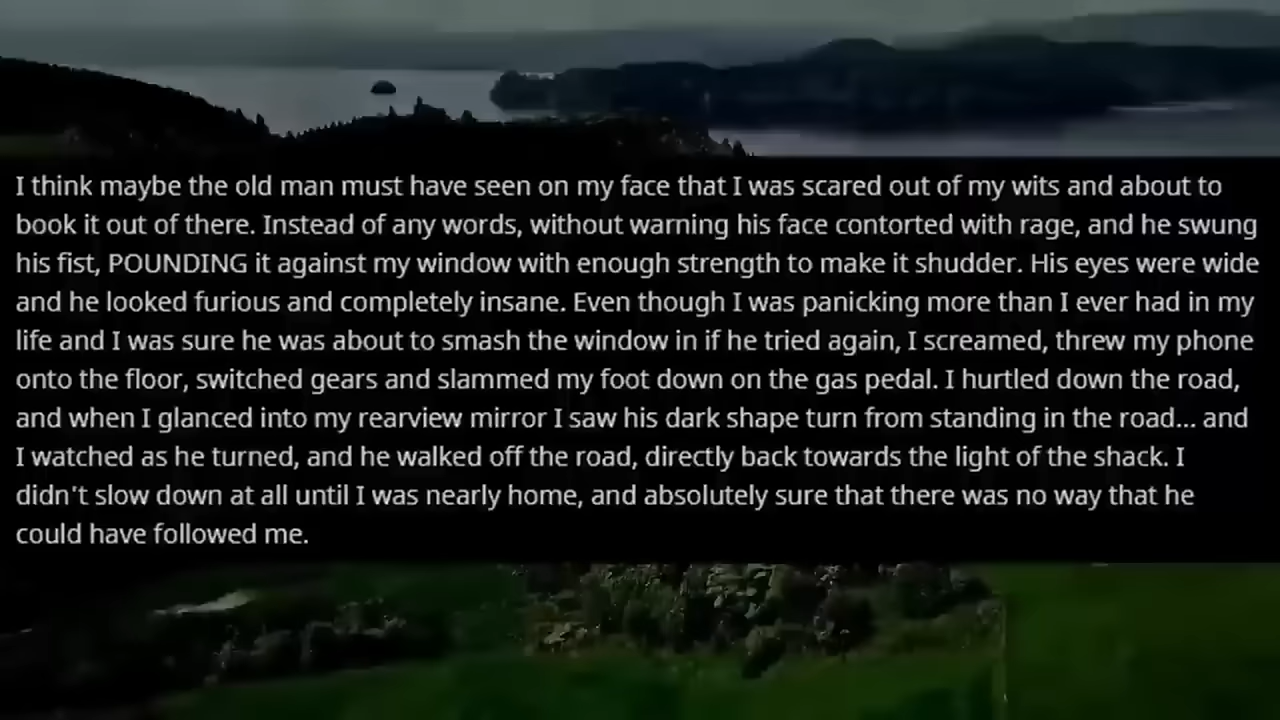 I think maybe the old man must have seen on my face that I was scared out of my wits and about to
book it out of there. Instead of any words, without warning his face contorted with rage, and he swung
his fist, POUNDING it against my window with enough strength to make it shudder. His eyes were wide
and he looked furious and completely insane. Even though I was panicking more than I ever had in my
life and I was sure he was about to smash the window in if he tried again, I screamed, threw my phone
onto the floor, switched gears and slammed my foot down on the gas pedal. I hurtled down the road,
and when I glanced into my rearview mirror I saw his dark shape turn from standing in the road... and
I watched as he turned, and he walked off the road, directly back towards the light of the shack. I
didn't slow down at all until I was nearly home, and absolutely sure that there was no way that he
could have followed me.